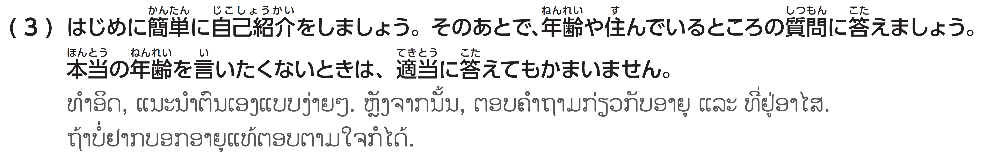 (３) はじめに簡単に自己紹介をしましょう。そのあとで、年齢や住んでいるところの質問に答えましょう。
本当の年齢を言いたくないときは、適当に答えてもかまいません。
ທຳອິດ, ແນະນຳຕົນເອງແບບງ່າຍໆ. ຫຼັງຈາກນັ້ນ, ຕອບຄຳຖາມກ່ຽວກັບອາຍຸ ແລະ ທີ່ຢູ່ອາໄສ.
ຖ້າບໍ່ຢາກບອກອາຍຸແທ້ຕອບຕາມໃຈກໍໄດ້.